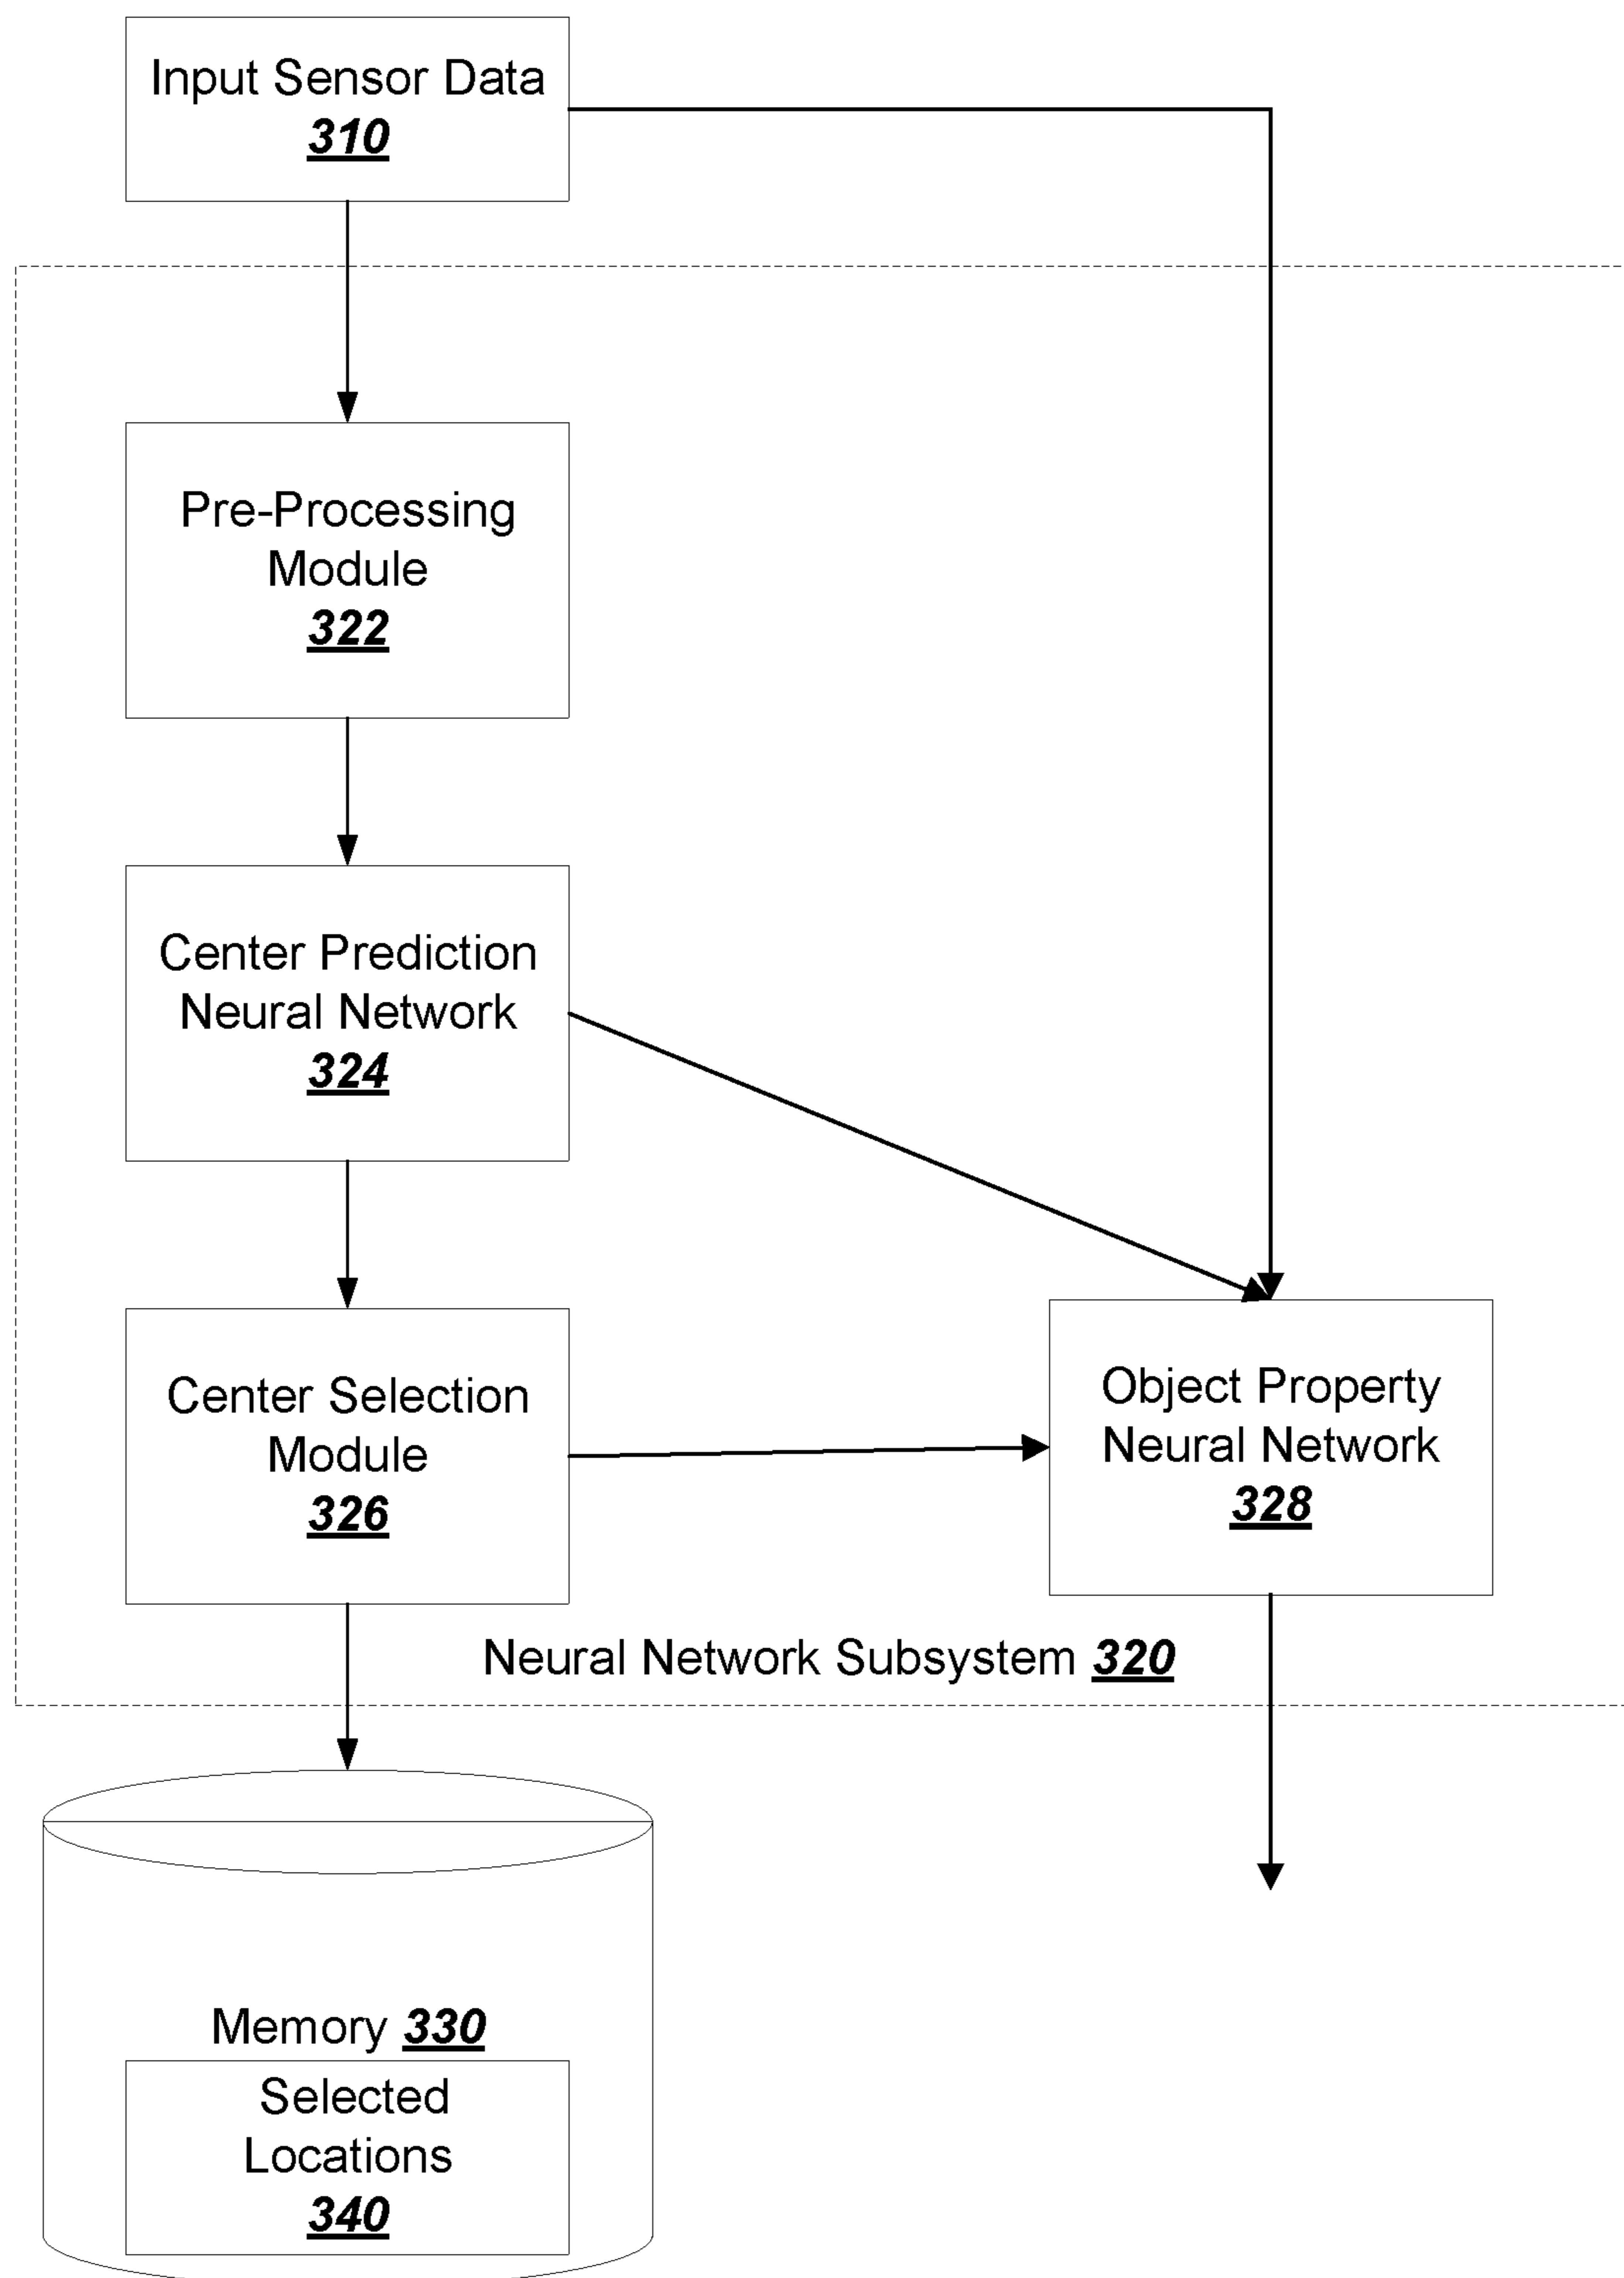 Input Sensor Data
310
Pre-Processing
Module
322
Center Prediction
Neural Network
324
Center Selection
Module
326
Object Property
Neural Network
328
Neural Network Subsystem 320
Memory 330
Selected
Locations
340